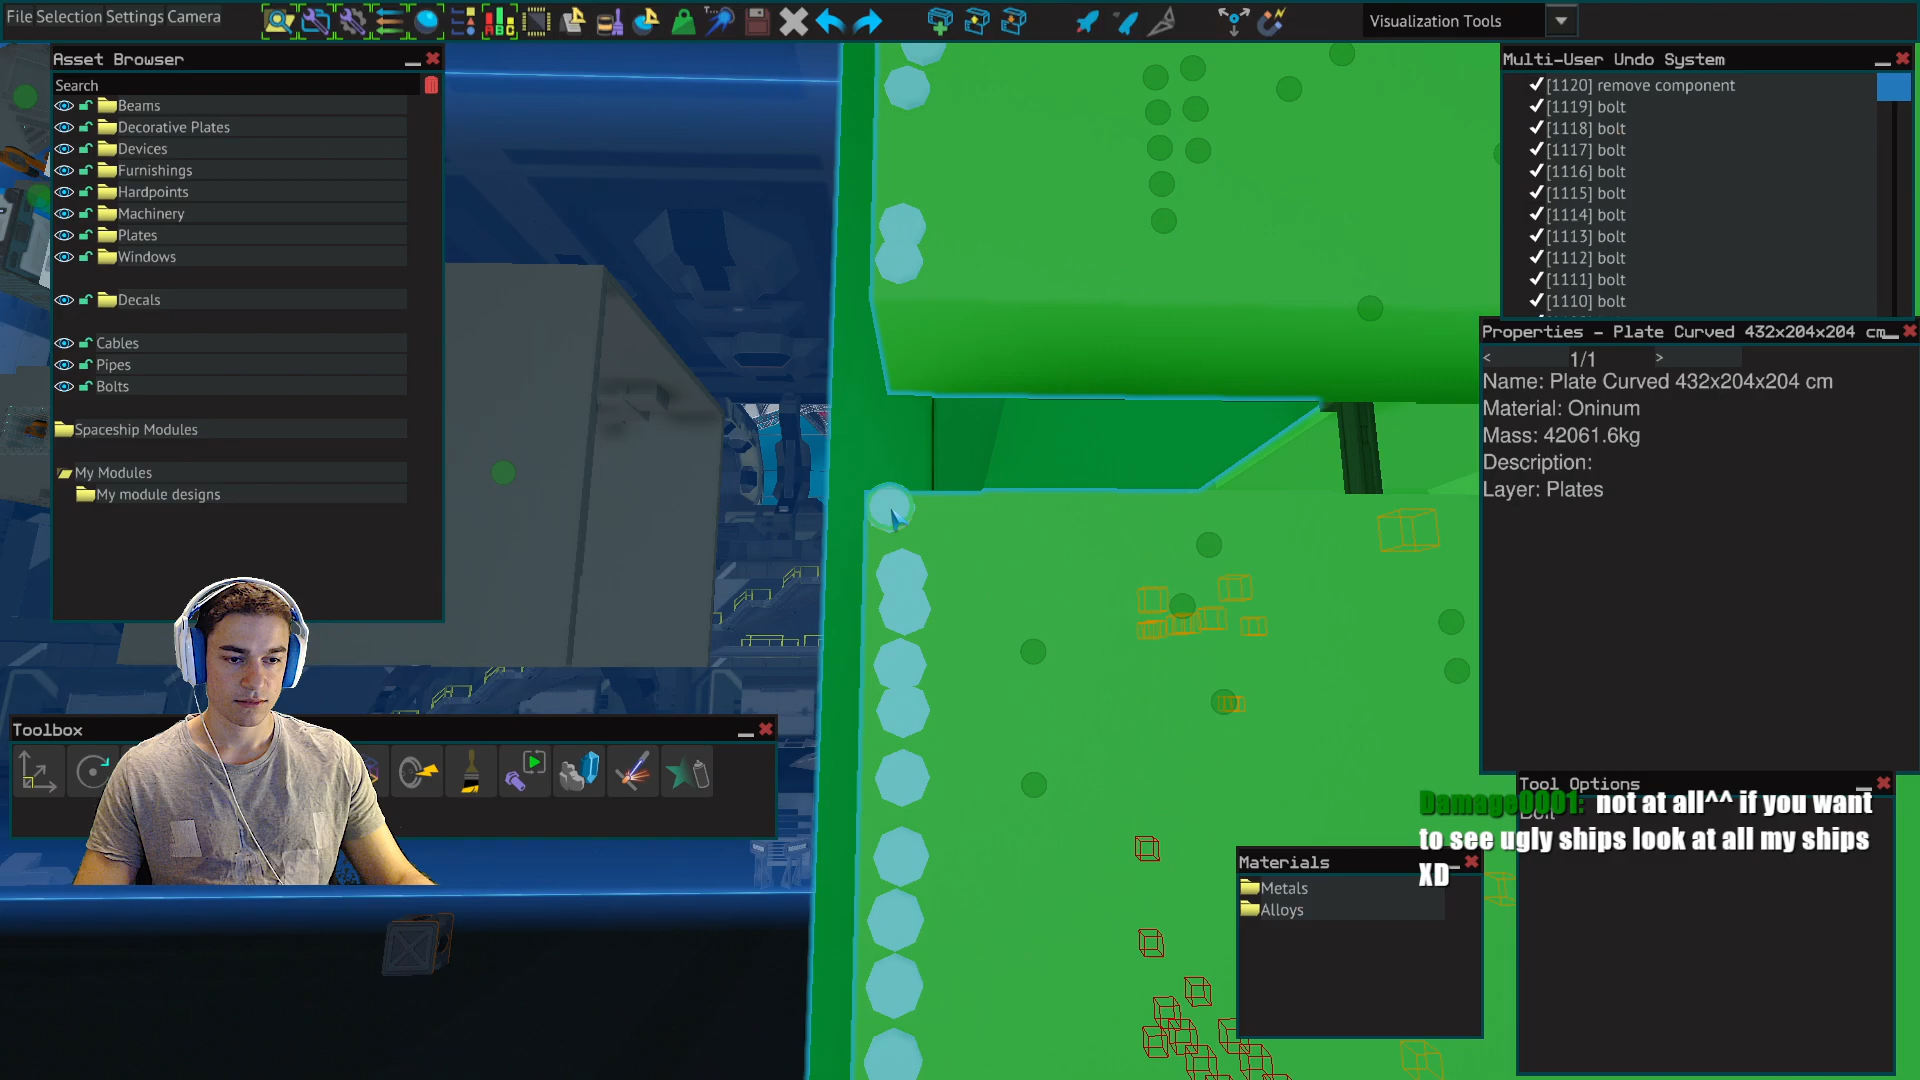 File Selection Settings Camera
Visualization Tools
Asset Browser
Search
Beams
Decorative Plates
Devices
Furnishings
Hardpoints
Machinery
Plates
Windows
Decals
Cables
Pipes
Bolts
Spaceship Modules
My Modules
My module designs
Toolbox
Multi-User Undo System
[1120] remove component
[1119] bolt
[1118] bolt
[1117] bolt
[1116] bolt
[1115] bolt
[1114] bolt
[1113] bolt
[1112] bolt
[1111] bolt
[1110] bolt
Properties - Plate Curved 432x204x204 cm
< 1/1 >
Name: Plate Curved 432x204x204 cm
Material: Oninum
Mass: 42061.6kg
Description:
Layer: Plates
Tool Options
Bolt
Damage0001: not at all^^ if you want
to see ugly ships look at all my ships
XD
Materials
Metals
Alloys